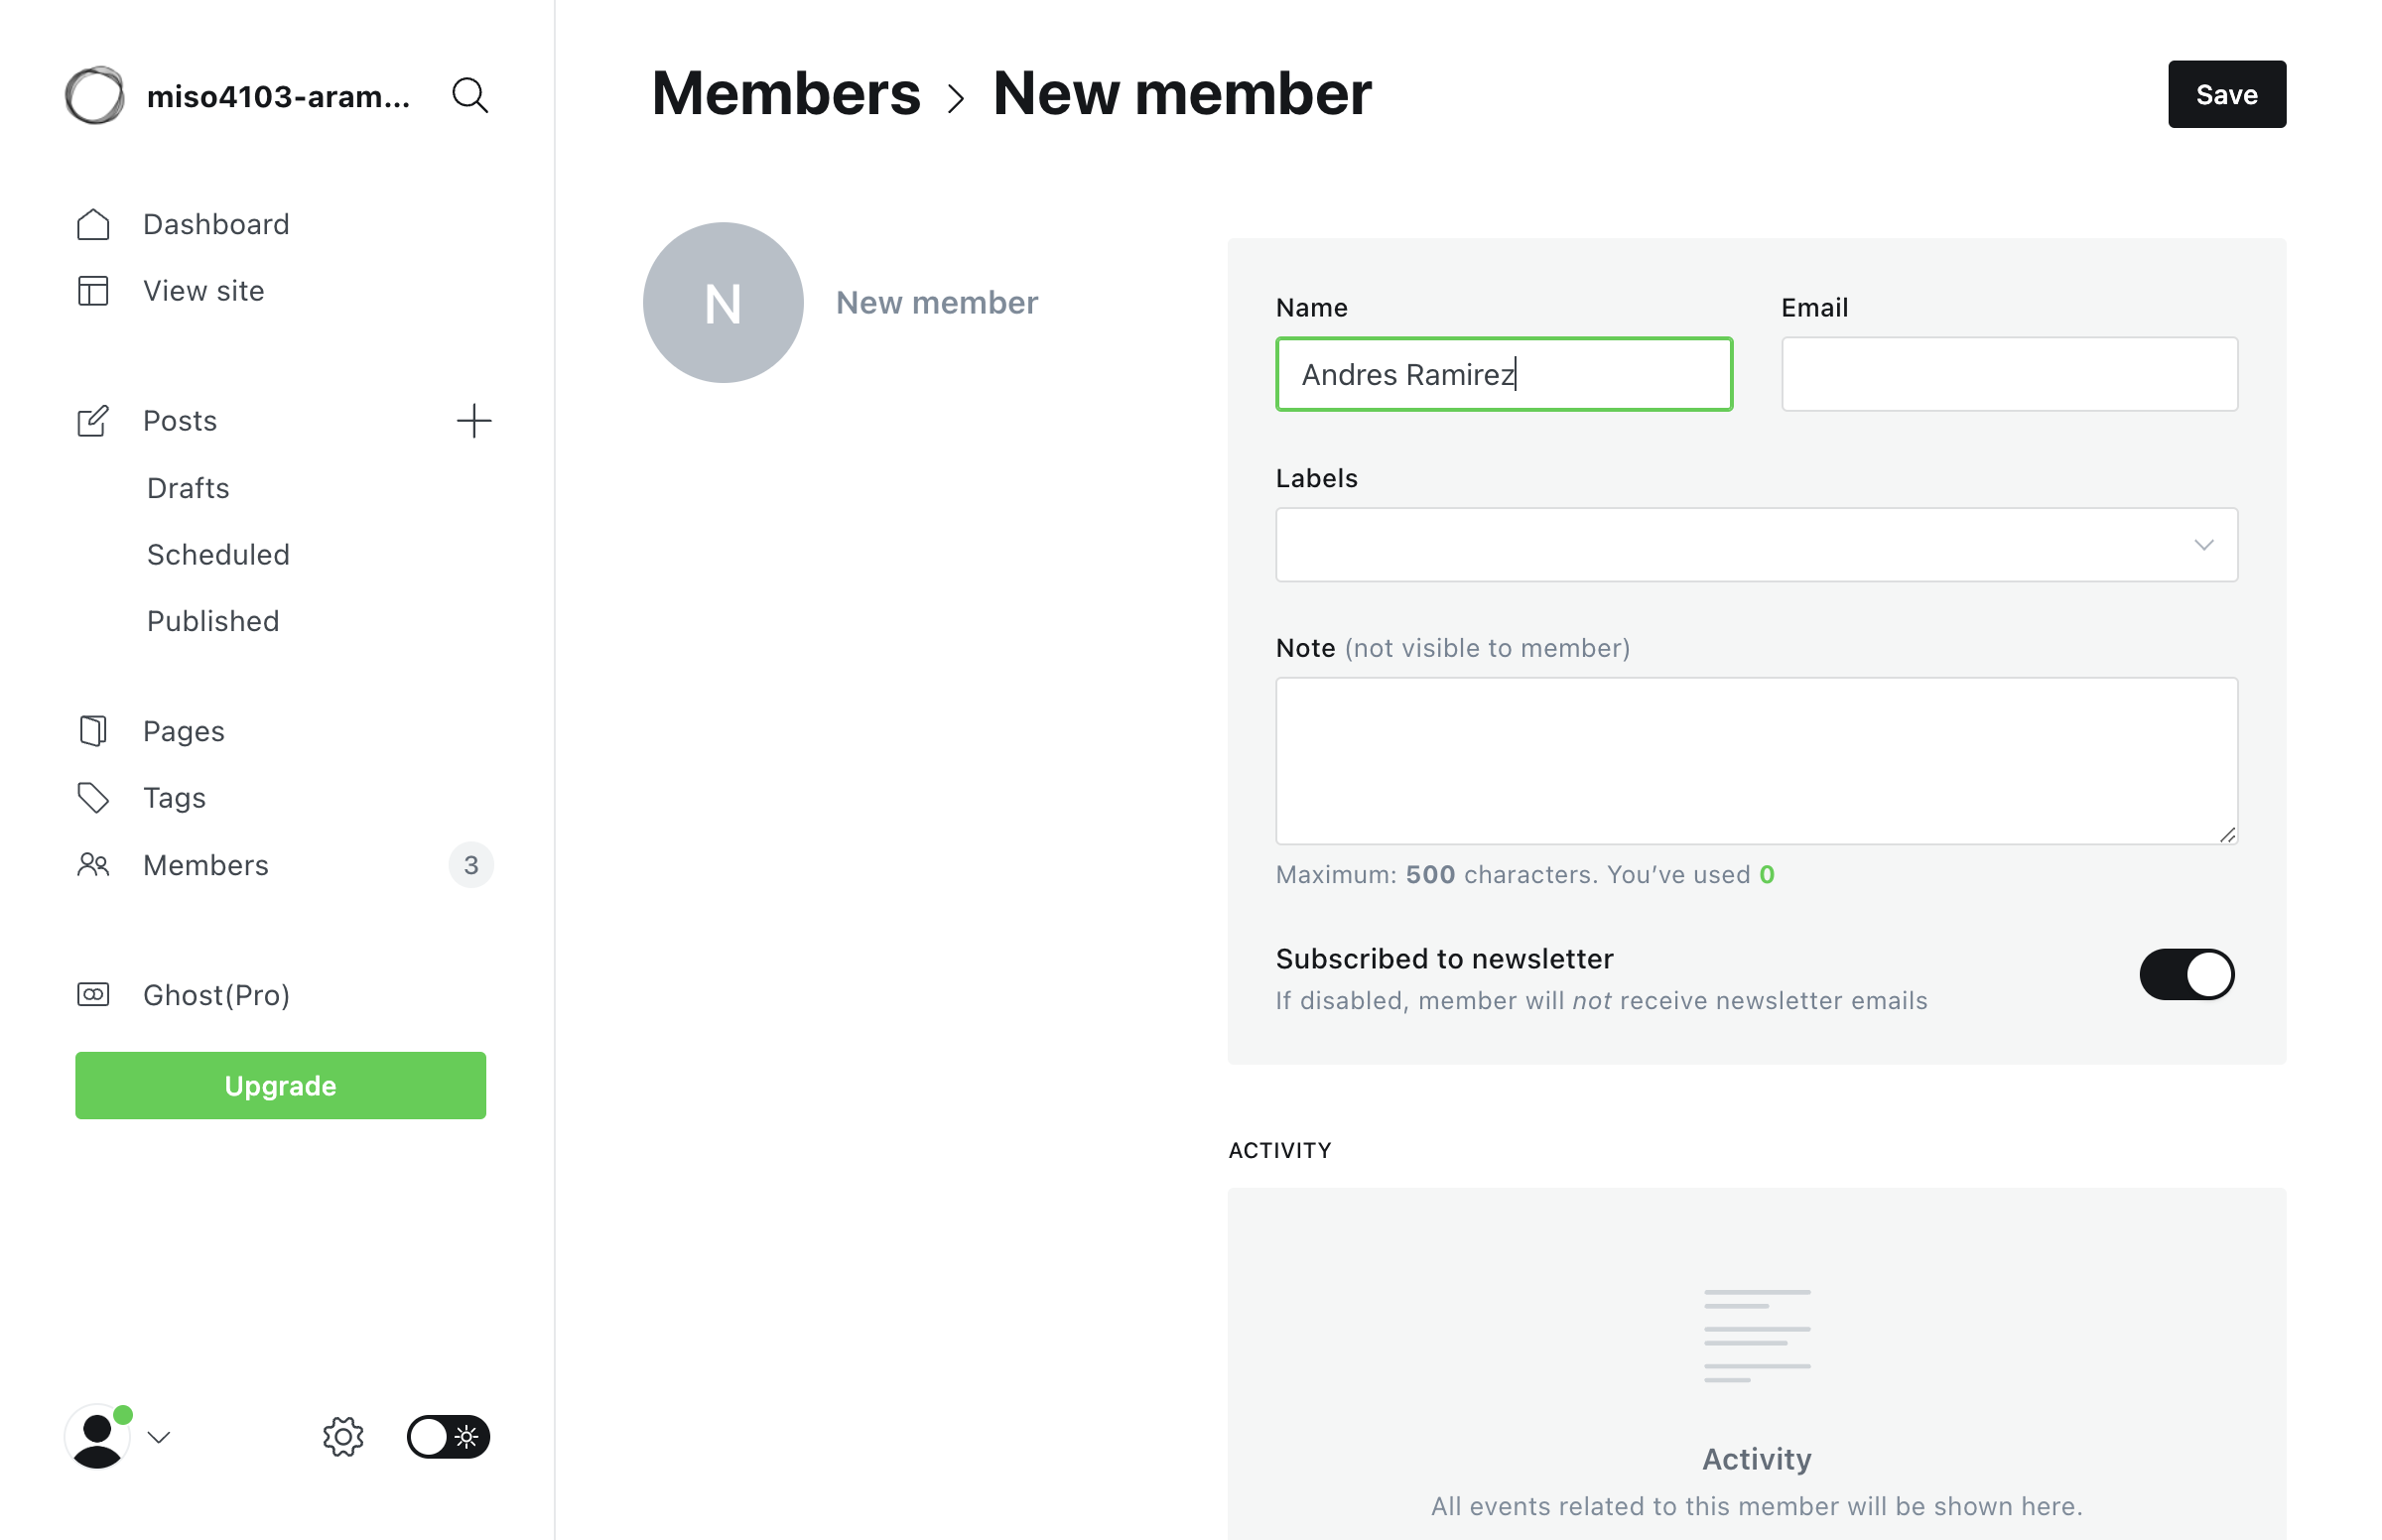 miso4103-aram...
Dashboard
View site
Posts
Drafts
Scheduled
Published
Pages
Tags
Members 3
Ghost(Pro)
Upgrade
Members > New member
Save
N
New member
Name
Andres Ramirez
Email
Labels
Note (not visible to member)
Maximum: 500 characters. You’ve used 0
Subscribed to newsletter
If disabled, member will not receive newsletter emails
ACTIVITY
Activity
All events related to this member will be shown here.